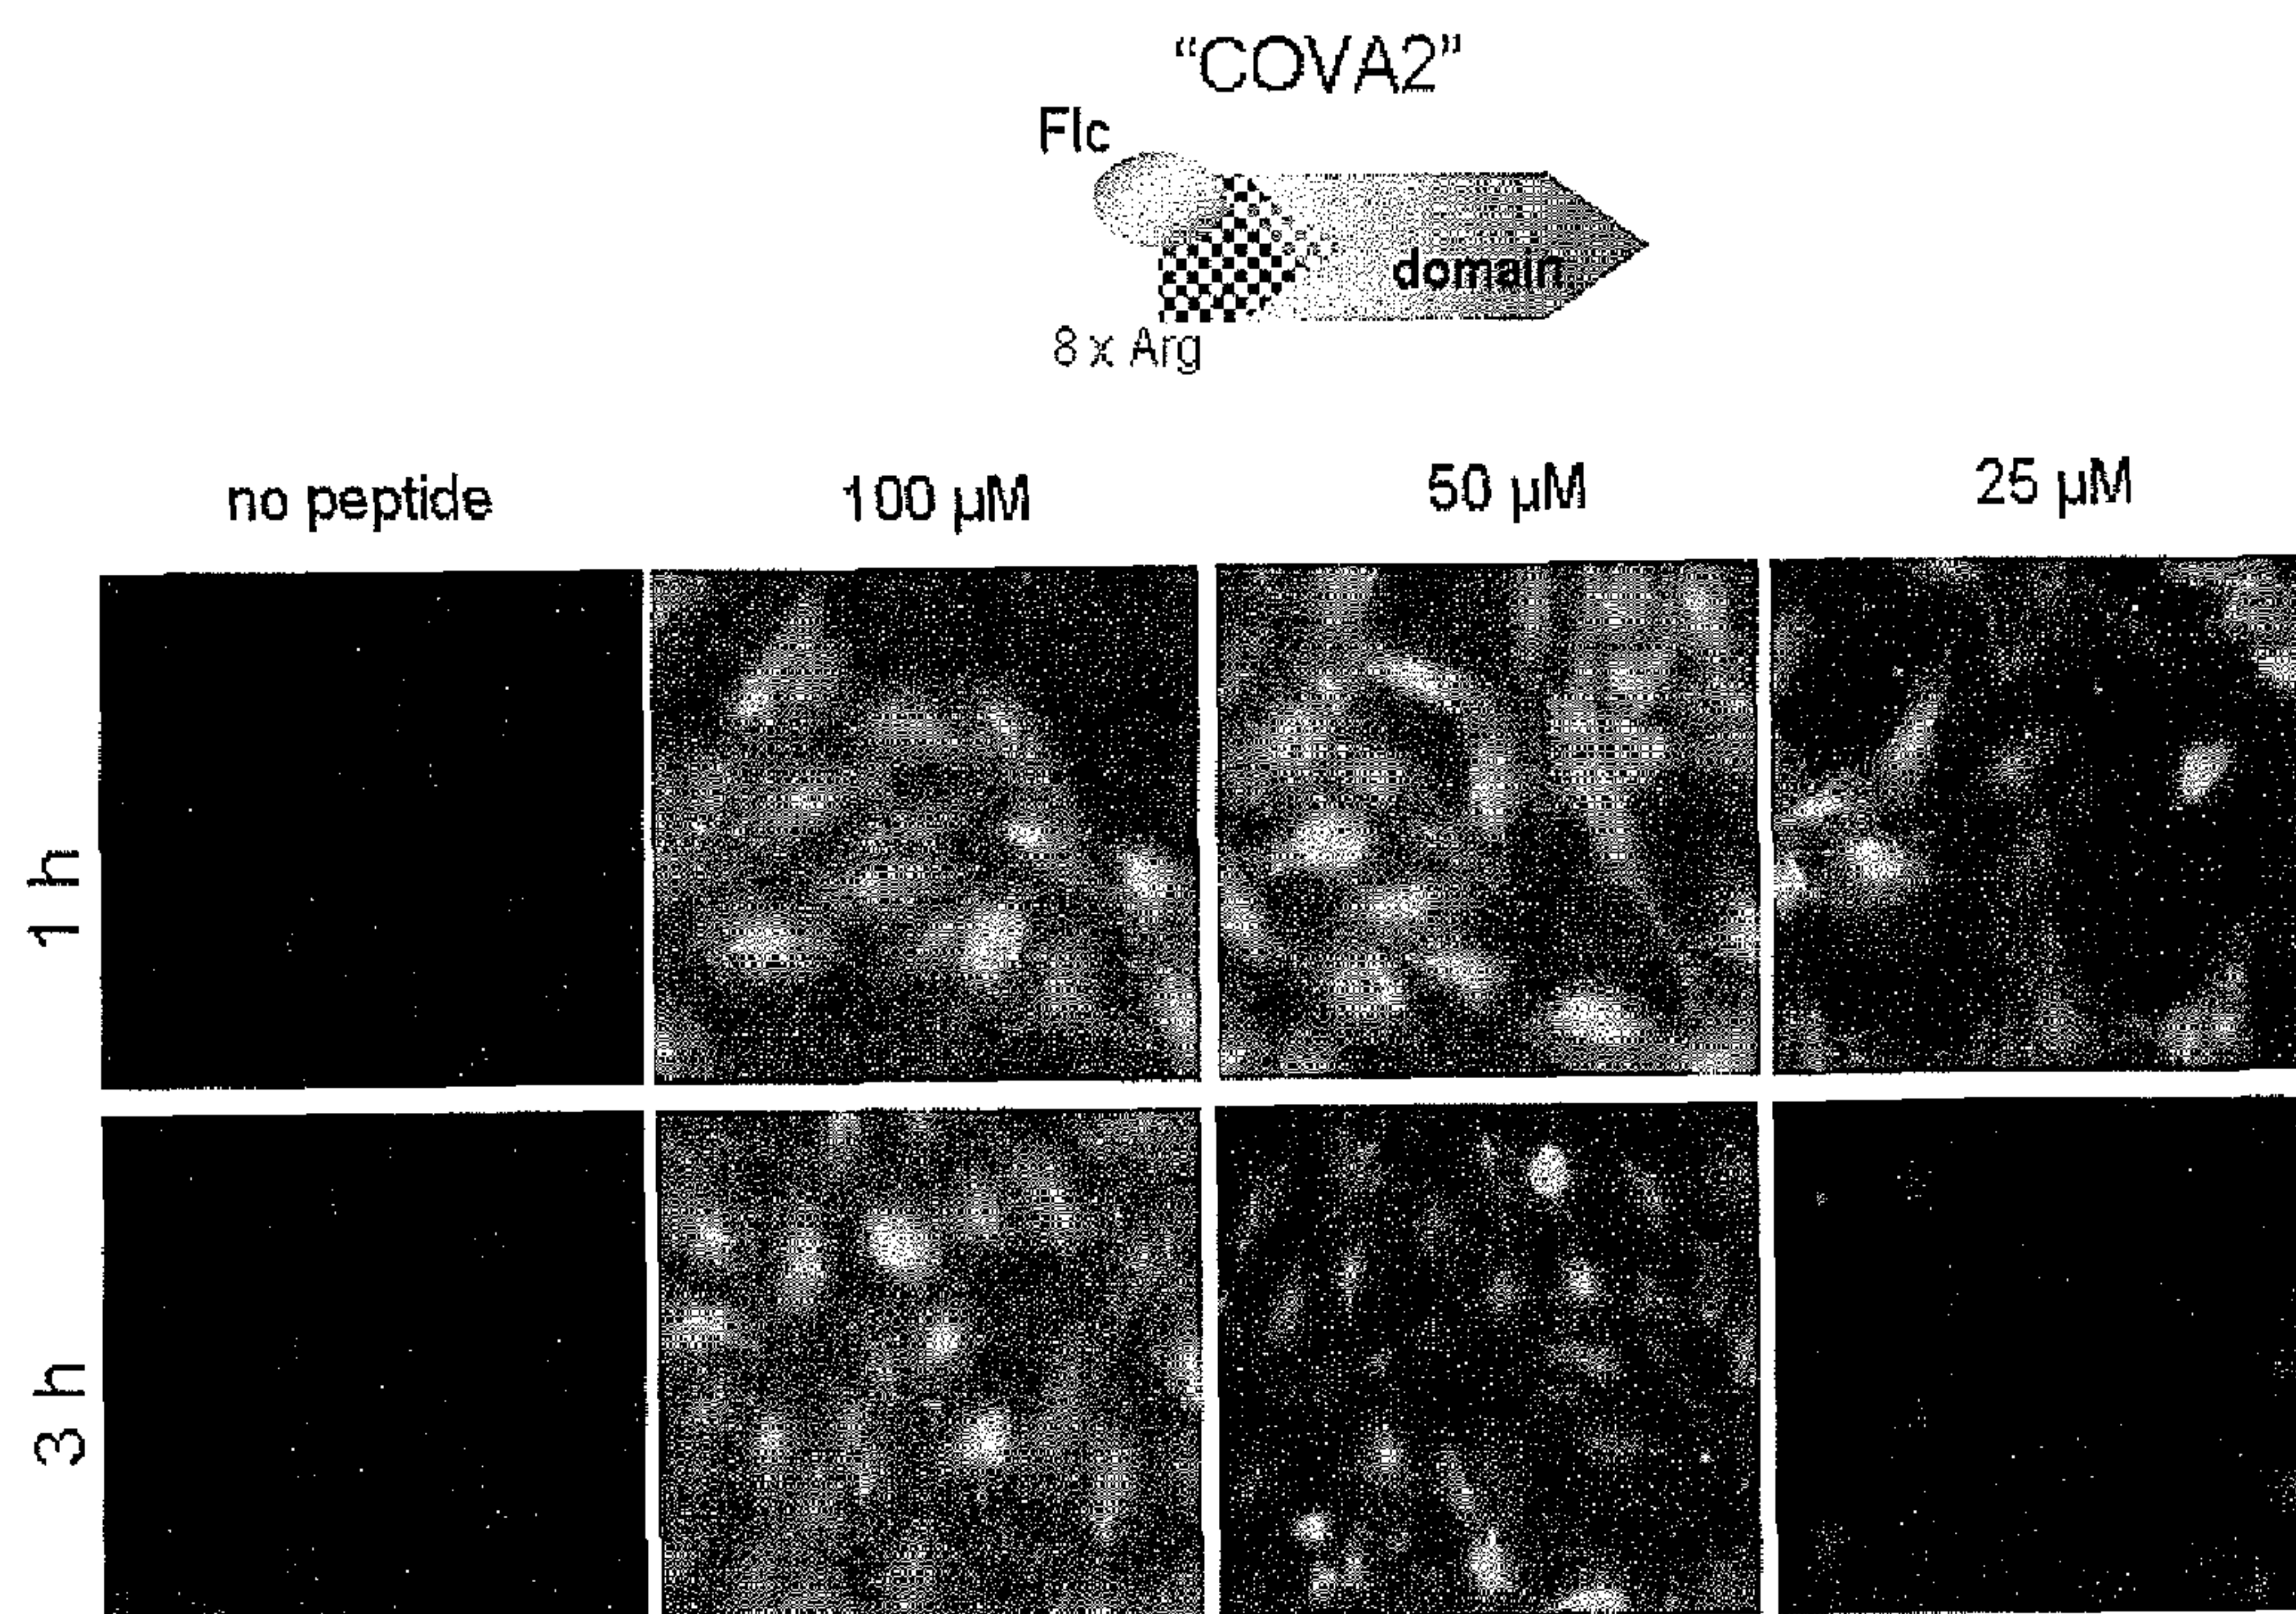 “COVA2”
Flc
domain
8 x Arg
no peptide
100 µM
50 µM
25 µM
1 h
3 h